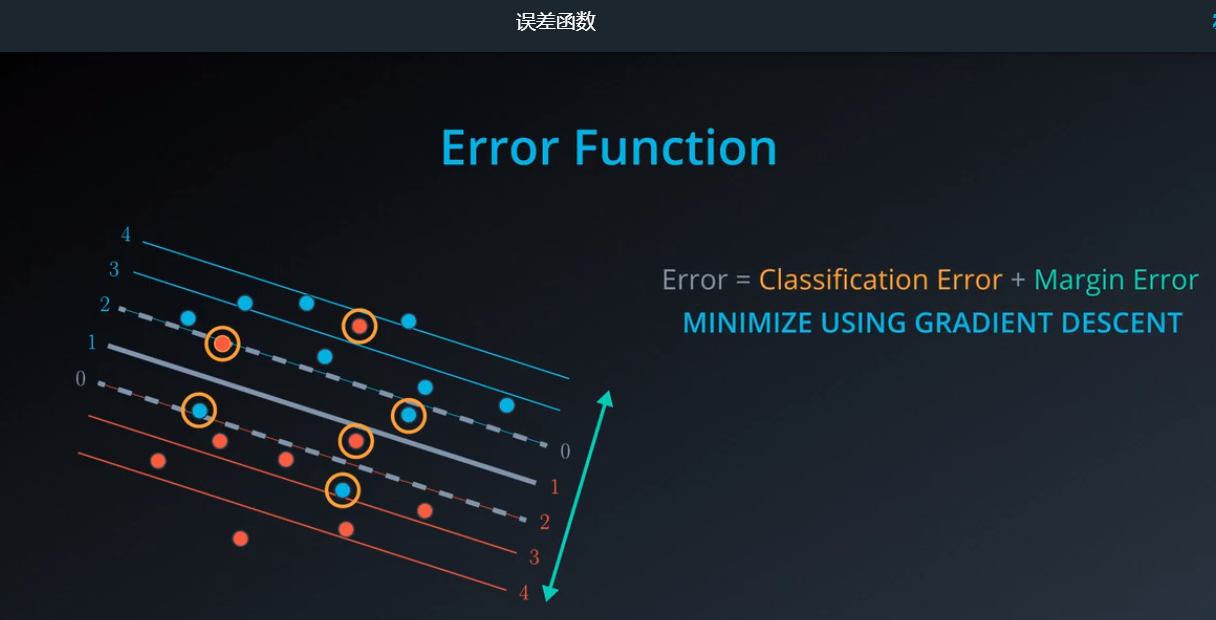 误差函数
Error Function
4
3
2
1
0
Error = Classification Error + Margin Error
MINIMIZE USING GRADIENT DESCENT
0
1
2
3
4